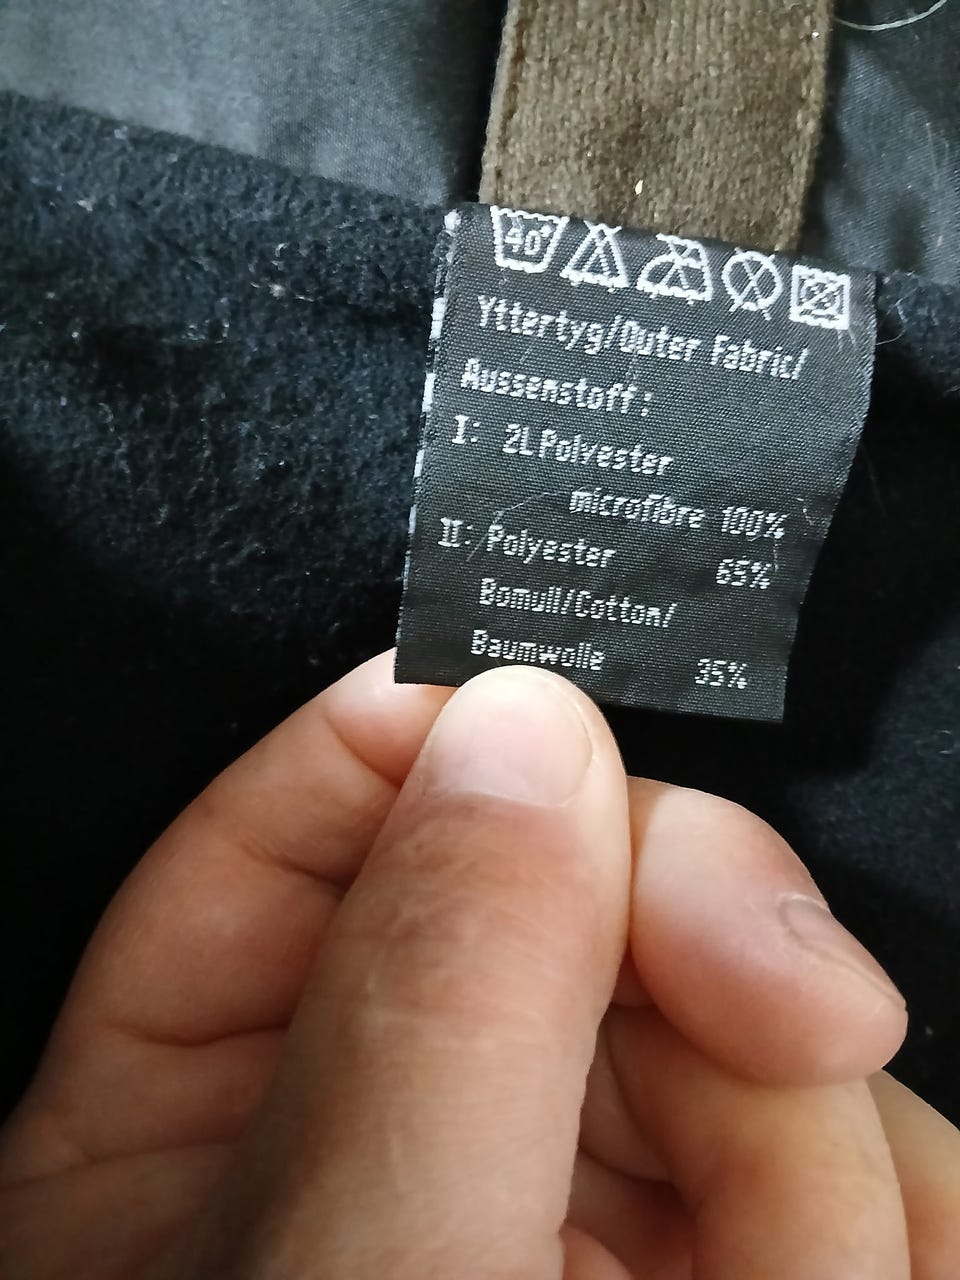 40°
Yttertyg/Outer Fabric/
Aussenstoff:
I: 2L Polyester
microfibre 100%
II: Polyester 65%
Bomull/Cotton/
Baumwolle 35%